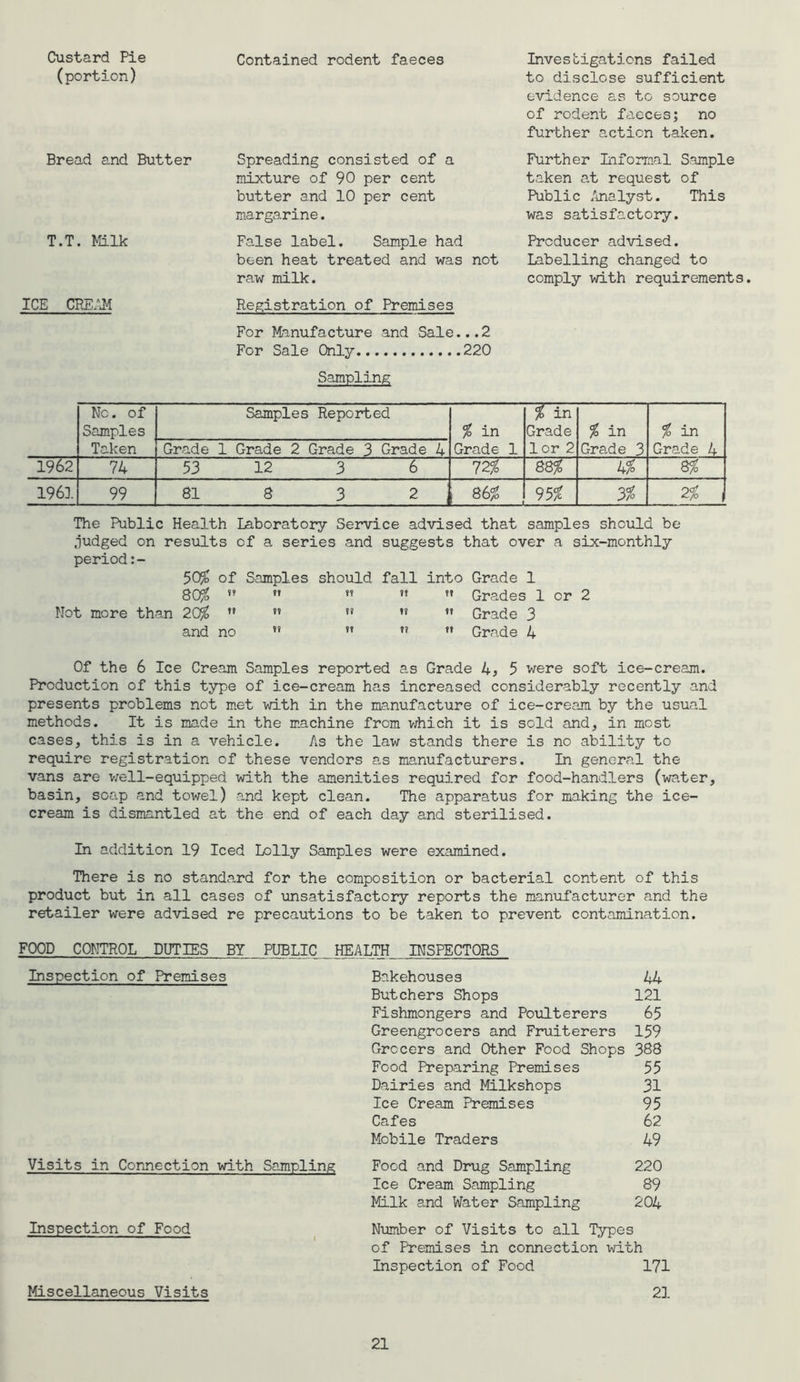 Custard Pie Contained rodent faeces Investigations failed
(portion) to disclose sufficient
evidence as to source
of rodent faeces; no
further action taken.
Bread and Butter Spreading consisted of a Further Informal Sample
mixture of 90 per cent taken at request of
butter and 10 per cent Public Analyst. This
margarine. was satisfactory.
T.T. Milk False label. Sample had Producer advised.
been heat treated and was not Labelling changed to
raw milk. comply with requirements.
ICE CREAM Registration of Premises
For Manufacture and Sale...2
For Sale Only............220
Sampling
No. of Samples Reported % in
Samples % in Grade % in % in
Taken Grade 1 Grade 2 Grade 3 Grade 4 Grade 1 1 or 2 Grade 3 Grade 4
1962 74 53 12 3 6 72% 88% 4% 8%
1961 99 81 8 3 2 86% 95% 3% 2%
The Public Health Laboratory Service advised that samples should be
judged on results of a series and suggests that over a six-monthly
period:-
50% of Samples should fall into Grade 1
80% " " " " " Grades 1 or 2
Not more than 20% " " " " " Grade 3
and no " " " " Grade 4
Of the 6 Ice Cream Samples reported as Grade 4, 5 were soft ice-cream.
Production of this type of ice-cream has increased considerably recently and
presents problems not met with in the manufacture of ice-cream by the usual
methods. It is made in the machine from which it is sold and, in most
cases, this is in a vehicle. As the law stands there is no ability to
require registration of these vendors as manufacturers. In general the
vans are well-equipped with the amenities required for food-handlers (water,
basin, soap and towel) and kept clean. The apparatus for making the ice-
cream is dismantled at the end of each day and sterilised.
In addition 19 Iced Lolly Samples were examined.
There is no standard for the composition or bacterial content of this
product but in all cases of unsatisfactory reports the manufacturer and the
retailer were advised re precautions to be taken to prevent contamination.
FOOD CONTROL DUTIES BY PUBLIC HEALTH INSPECTORS
Inspection of Premises Bakehouses 44
Butchers Shops 121
Fishmongers and Poulterers 65
Greengrocers and Fruiterers 159
Grocers and Other Food Shops 388
Food Preparing Premises 55
Dairies and Milkshops 31
Ice Cream Premises 95
Cafes 62
Mobile Traders 49
Visits in Connection with Sampling Food and Drug Sampling 220
Ice Cream Sampling 89
Milk and Water Sampling 204
Inspection of Food Number of Visits to all Types
of Premises in connection with
Inspection of Food 171
Miscellaneous Visits 21
21